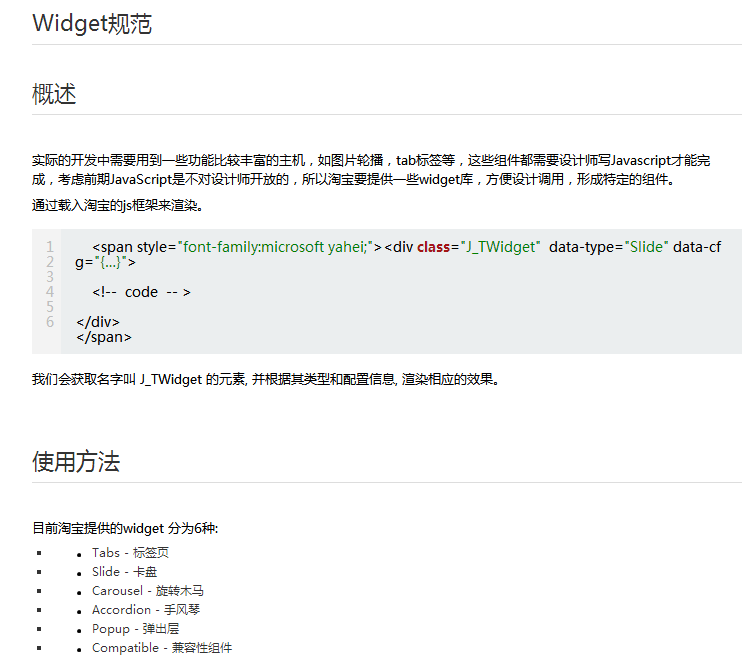 Widget规范
概述
实际的开发中需要用到一些功能比较丰富的主机，如图片轮播，tab标签等，这些组件都需要设计师写Javascript才能完
成，考虑前期JavaScript是不对设计师开放的，所以淘宝要提供一些widget库，方便设计调用，形成特定的组件。
通过载入淘宝的js框架来渲染。
1 <span style="font-family:microsoft yahei;"><div class="J_TWidget"  data-type="Slide" data-cf
2 g="{...}">
3
4 <!--  code  -- >
5
6 </div>
</span>
我们会获取名字叫 J_TWidget 的元素, 并根据其类型和配置信息, 渲染相应的效果。
使用方法
目前淘宝提供的widget 分为6种:
Tabs - 标签页
Slide - 卡盘
Carousel - 旋转木马
Accordion - 手风琴
Popup - 弹出层
Compatible - 兼容性组件